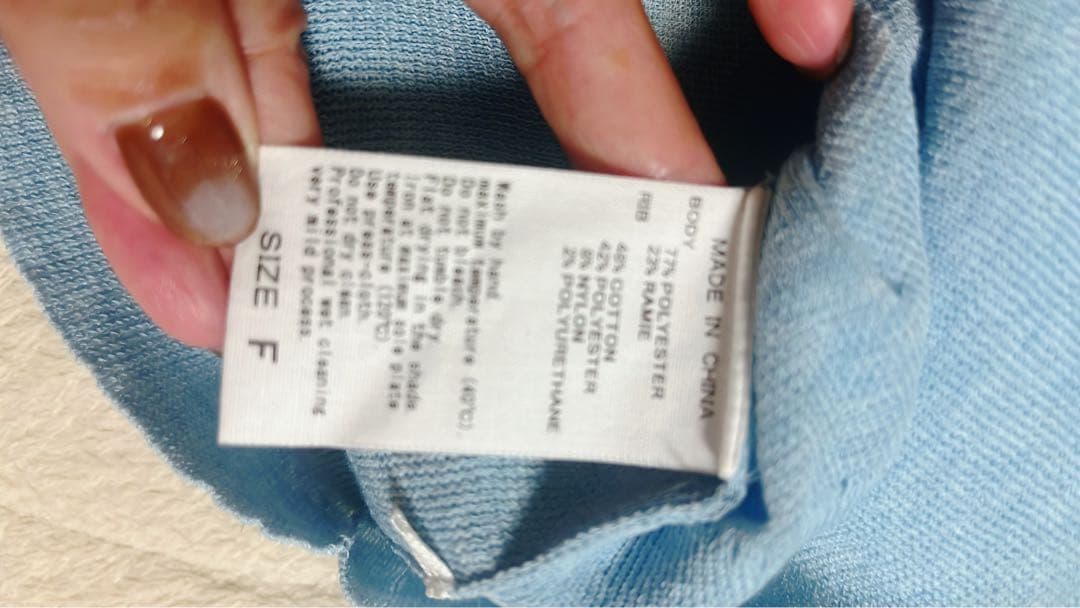 MADE IN CHINA
BODY 77% POLYESTER
23% RAMIE
RIB 48% COTTON
42% POLYESTER
8% NYLON
2% POLYURETHANE
Wash by hand
maximum temperature (40℃).
Do not bleach.
Do not tumble dry.
Flat drying in the shade
iron at maximum sole plate
temperature (120℃)
Use press-cloth.
Do not dry clean
Professional wet cleaning
very mild process.
SIZE F